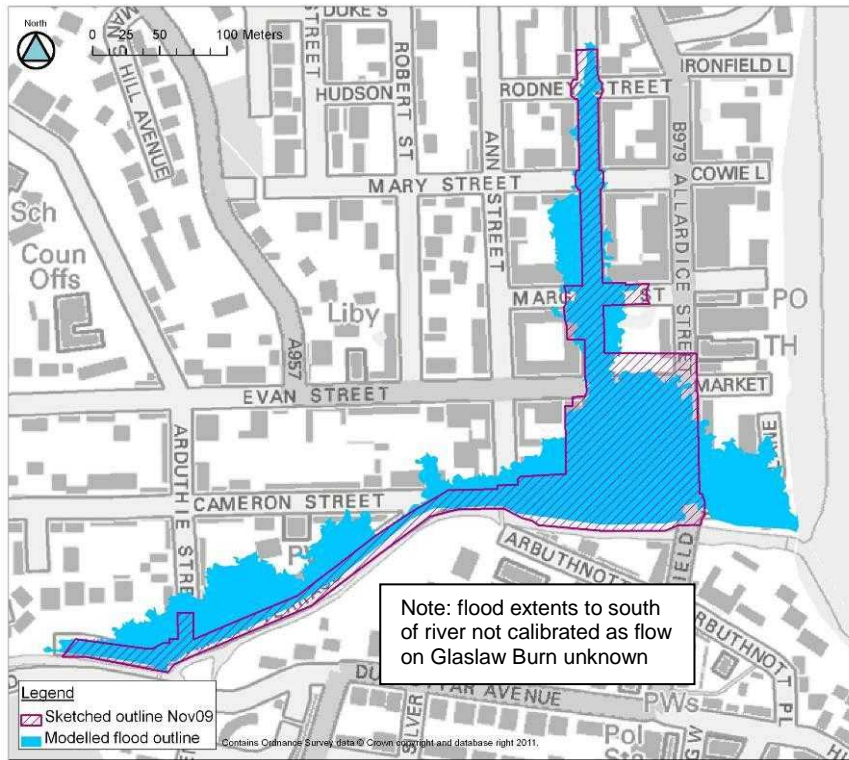 North
0 25 50 100 Meters
DUKE S
STREET
MANS HILL AVENUE
HUDSON
ROBERT ST
RODNEY STREET
IRONFIELD L
ANN STREET
B979 ALLARDICE STREET
MARY STREET
COWIE L
Sch
Coun
Offs
A957
Liby
MARG ST
PO
TH
EVAN STREET
MARKET
ARDUTHIE STRE
CAMERON STREET
ARBUTHNOTT
ARBUTHNOTT PL
Note: flood extents to south
of river not calibrated as flow
on Glaslaw Burn unknown
AVENUE
SILVER
PWs
Pol
Legend
Sketched outline Nov09
Modelled flood outline
Contains Ordnance Survey data © Crown copyright and database right 2011.